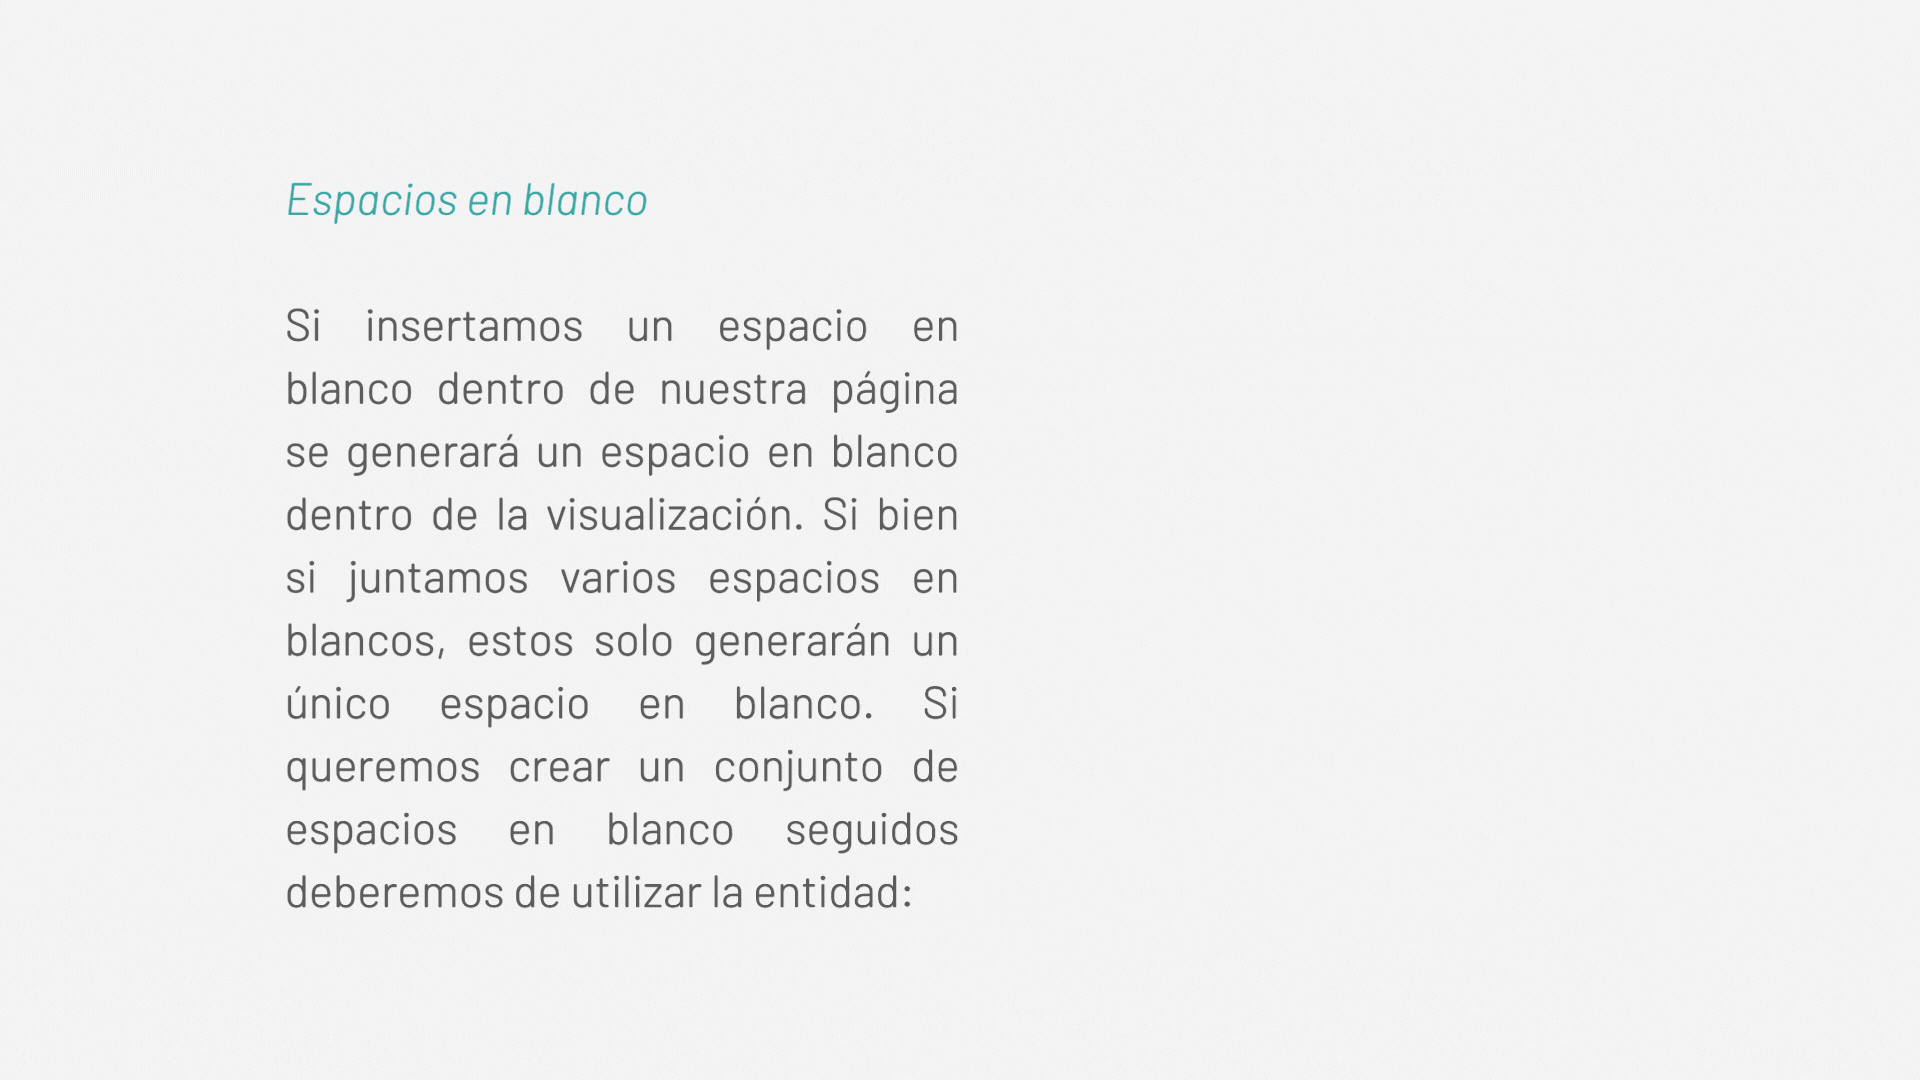 Espacios en blanco
Si insertamos un espacio en
blanco dentro de nuestra página
se generará un espacio en blanco
dentro de la visualización. Si bien
si juntamos varios espacios en
blancos, estos solo generarán un
único espacio en blanco. Si
queremos crear un conjunto de
espacios en blanco seguidos
deberemos de utilizar la entidad: